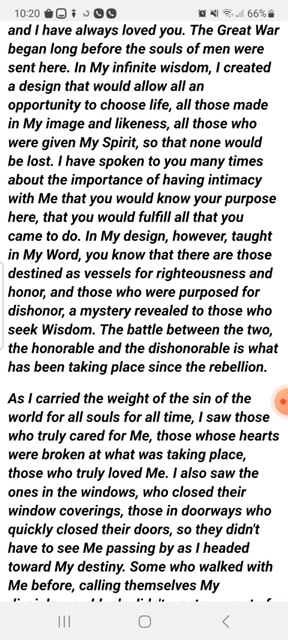 10:20
66%
and I have always loved you. The Great War
began long before the souls of men were
sent here. In My infinite wisdom, I created
a design that would allow all an
opportunity to choose life, all those made
in My image and likeness, all those who
were given My Spirit, so that none would
be lost. I have spoken to you many times
about the importance of having intimacy
with Me that you would know your purpose
here, that you would fulfill all that you
came to do. In My design, however, taught
in My Word, you know that there are those
destined as vessels for righteousness and
honor, and those who were purposed for
dishonor, a mystery revealed to those who
seek Wisdom. The battle between the two,
the honorable and the dishonorable is what
has been taking place since the rebellion.
As I carried the weight of the sin of the
world for all souls for all time, I saw those
who truly cared for Me, those whose hearts
were broken at what was taking place,
those who truly loved Me. I also saw the
ones in the windows, who closed their
window coverings, those in doorways who
quickly closed their doors, so they didn't
have to see Me passing by as I headed
toward My destiny. Some who walked with
Me before, calling themselves My